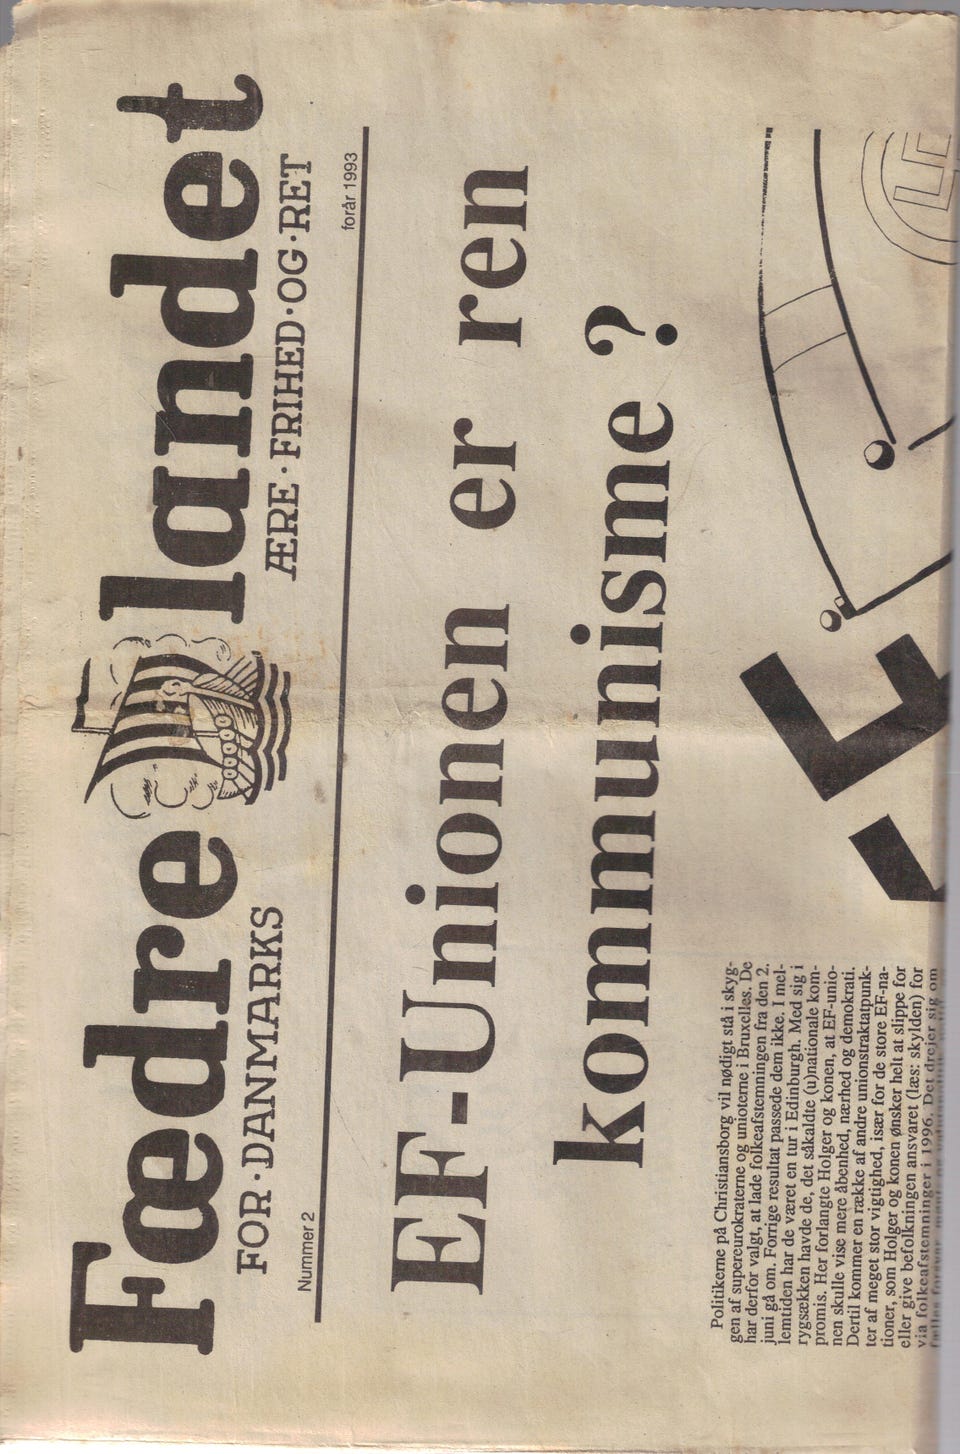 Fædrelandet
FOR·DANMARKS ÆRE·FRIHED·OG·RET
Nummer 2
forår 1993
EF-Unionen er ren
kommunisme ?
Politikerne på Christiansborg vil nødigt stå i skyg-
gen af supereurokraterne og unioterne i Bruxelles. De
har derfor valgt, at lade folkeafstemningen fra den 2.
juni gå om. Forrige resultat passede dem ikke. I mel-
lemtiden har de været en tur i Edinburgh. Med sig i
rygsækken havde de, det såkaldte (u)nationale kom-
promis. Her forlangte Holger og konen, at EF-unio-
nen skulle vise mere åbenhed, nærhed og demokrati.
Dertil kommer en række af andre unionstraktatpunk-
ter af meget stor vigtighed, især for de store EF-na-
tioner, som Holger og konen ønsker helt at slippe for
eller give befolkningen ansvaret (læs: skylden) for
via folkeafstemninger i 1996. Det drejer sig om
fælles forsvar